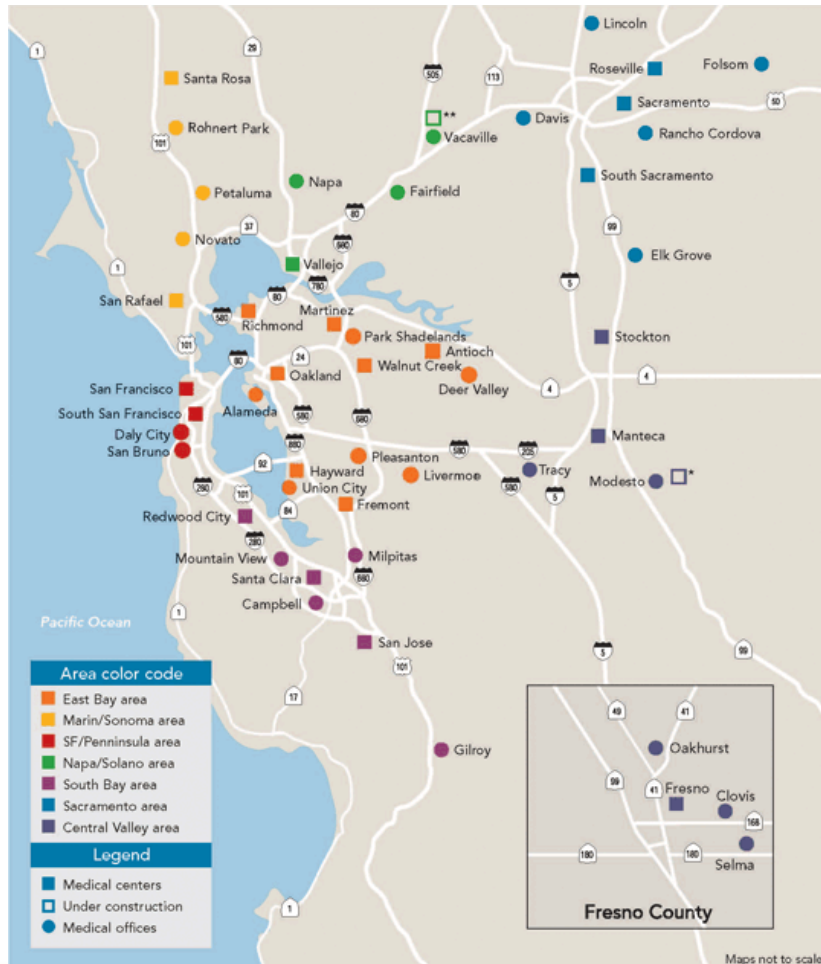 1
29
505
113
Lincoln
Santa Rosa
Roseville
Folsom
Sacramento
50
**
Rohnert Park
Vacaville
Davis
Rancho Cordova
101
Napa
Petaluma
Fairfield
South Sacramento
80
99
37
680
Novato
Elk Grove
1
Vallejo
780
5
80
San Rafael
580
Richmond
Martinez
Park Shadelands
Stockton
101
80
24
Antioch
Walnut Creek
Oakland
Deer Valley
4
4
San Francisco
Alameda
South San Francisco
580
680
Daly City
880
Manteca
San Bruno
580
205
Pleasanton
92
Hayward
Livermoe
Tracy
Modesto
*
280
101
Union City
580
5
84
Fremont
Redwood City
280
Mountain View
Milpitas
Santa Clara
680
Campbell
1
Pacific Ocean
San Jose
5
99
101
17
Gilroy
1
Area color code
East Bay area
Marin/Sonoma area
SF/Penninsula area
Napa/Solano area
South Bay area
Sacramento area
Central Valley area
Legend
Medical centers
Under construction
Medical offices
49
41
Oakhurst
99
41
Fresno
Clovis
168
180
180
Selma
Fresno County
Maps not to scale